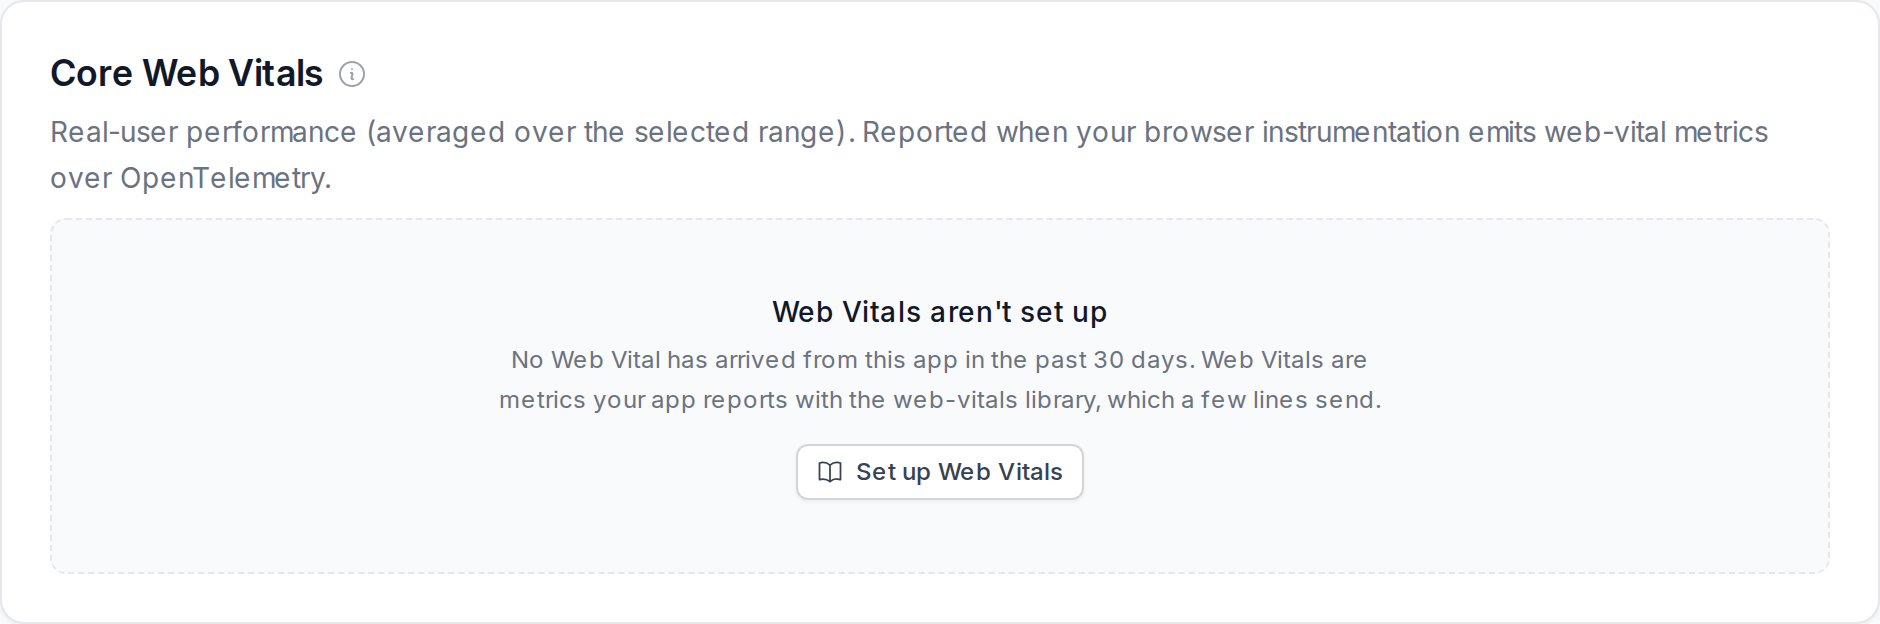 Core Web Vitals
Real-user performance (averaged over the selected range). Reported when your browser instrumentation emits web-vital metrics
over OpenTelemetry.
Web Vitals aren't set up
No Web Vital has arrived from this app in the past 30 days. Web Vitals are
metrics your app reports with the web-vitals library, which a few lines send.
Set up Web Vitals